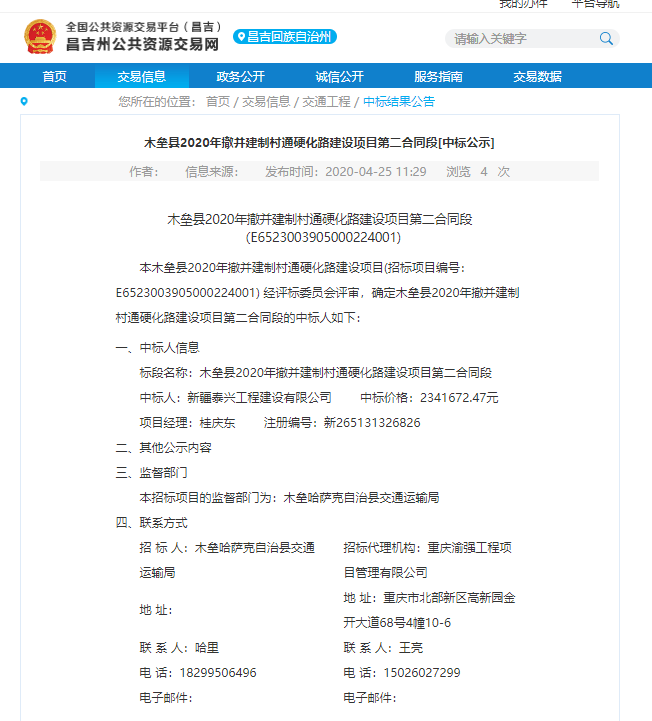 我的办件 平台导航
全国公共资源交易平台（昌吉）
昌吉州公共资源交易网
昌吉回族自治州
请输入关键字
首页 交易信息 政务公开 诚信公开 服务指南 交易数据
您所在的位置： 首页 / 交易信息 / 交通工程 / 中标结果公告
木垒县2020年撤并建制村通硬化路建设项目第二合同段[中标公示]
作者： 信息来源： 发布时间：2020-04-25 11:29 浏览 4 次
木垒县2020年撤并建制村通硬化路建设项目第二合同段
(E6523003905000224001)
本木垒县2020年撤并建制村通硬化路建设项目(招标项目编号：
E6523003905000224001) 经评标委员会评审，确定木垒县2020年撤并建制
村通硬化路建设项目第二合同段的中标人如下：
一、中标人信息
标段名称：木垒县2020年撤并建制村通硬化路建设项目第二合同段
中标人：新疆泰兴工程建设有限公司 中标价格：2341672.47元
项目经理：桂庆东 注册编号：新265131326826
二、其他公示内容
三、监督部门
本招标项目的监督部门为：木垒哈萨克自治县交通运输局
四、联系方式
招 标 人：木垒哈萨克自治县交通
运输局
地 址：
联 系 人：哈里
电 话：18299506496
电子邮件：
招标代理机构：重庆渝强工程项
目管理有限公司
地 址：重庆市北部新区高新园金
开大道68号4幢10-6
联 系 人：王亮
电 话：15026027299
电子邮件：